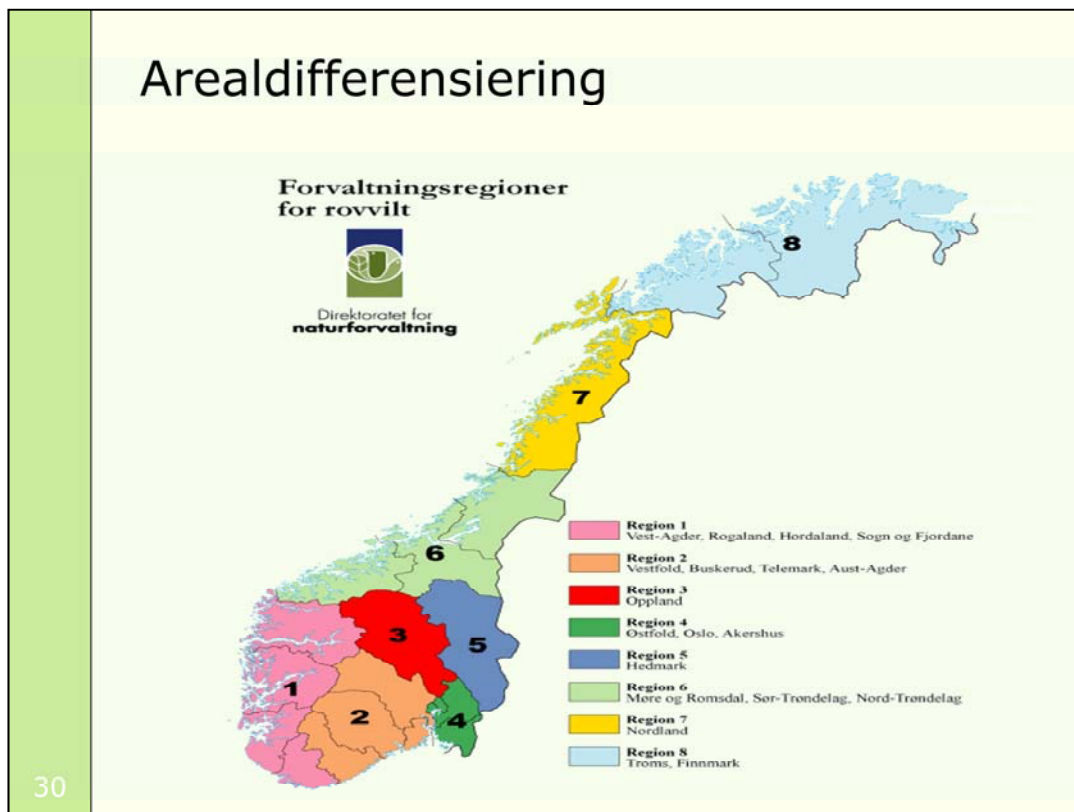 Arealdifferensiering
Forvaltningsregioner
for rovvilt
Direktoratet for
naturforvaltning
8
7
6
3
5
1
2
4
Region 1
Vest-Agder, Rogaland, Hordaland, Sogn og Fjordane
Region 2
Vestfold, Buskerud, Telemark, Aust-Agder
Region 3
Oppland
Region 4
Østfold, Oslo, Akershus
Region 5
Hedmark
Region 6
Møre og Romsdal, Sør-Trøndelag, Nord-Trøndelag
Region 7
Nordland
Region 8
Troms, Finnmark
30